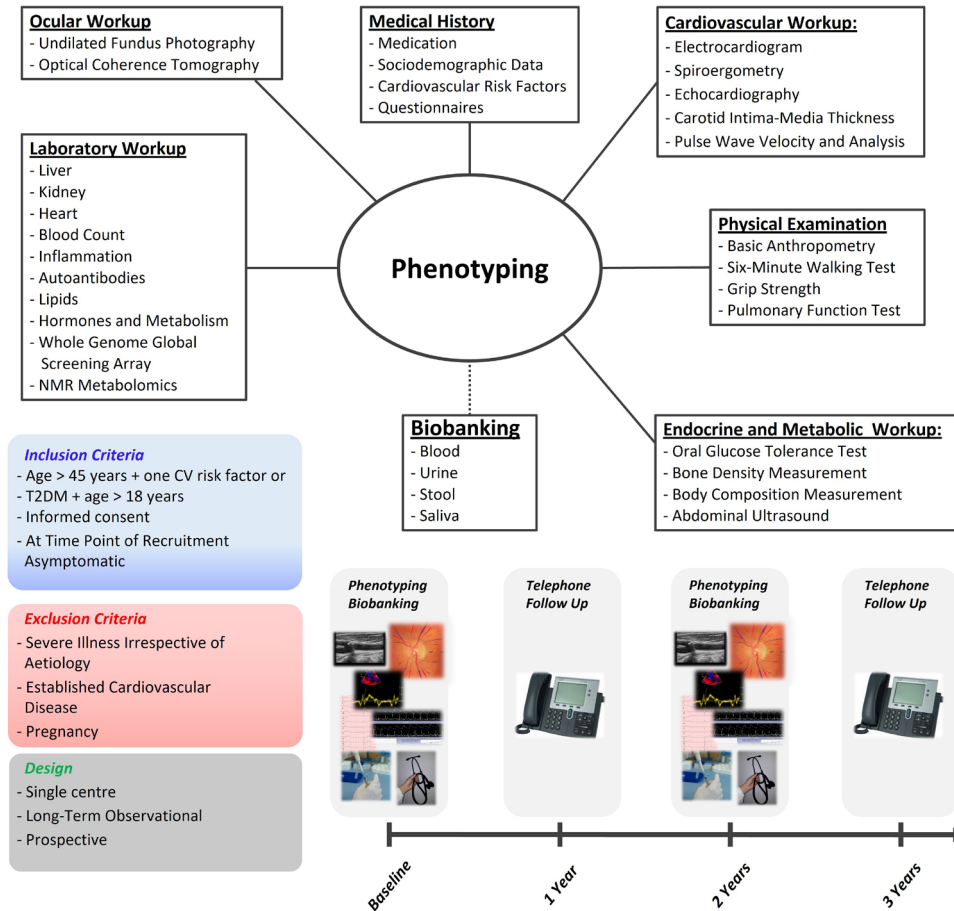 Ocular Workup
- Undilated Fundus Photography
- Optical Coherence Tomography
Medical History
- Medication
- Sociodemographic Data
- Cardiovascular Risk Factors
- Questionnaires
Cardiovascular Workup:
- Electrocardiogram
- Spiroergometry
- Echocardiography
- Carotid Intima-Media Thickness
- Pulse Wave Velocity and Analysis
Laboratory Workup
- Liver
- Kidney
- Heart
- Blood Count
- Inflammation
- Autoantibodies
- Lipids
- Hormones and Metabolism
- Whole Genome Global
Screening Array
- NMR Metabolomics
Phenotyping
Physical Examination
- Basic Anthropometry
- Six-Minute Walking Test
- Grip Strength
- Pulmonary Function Test
Biobanking
- Blood
- Urine
- Stool
- Saliva
Endocrine and Metabolic Workup:
- Oral Glucose Tolerance Test
- Bone Density Measurement
- Body Composition Measurement
- Abdominal Ultrasound
Inclusion Criteria
- Age > 45 years + one CV risk factor or
- T2DM + age > 18 years
- Informed consent
- At Time Point of Recruitment
Asymptomatic
Exclusion Criteria
- Severe Illness Irrespective of
Aetiology
- Established Cardiovascular
Disease
- Pregnancy
Design
- Single centre
- Long-Term Observational
- Prospective
Phenotyping
Biobanking
Telephone
Follow Up
Phenotyping
Biobanking
Telephone
Follow Up
Baseline
1 Year
2 Years
3 Years